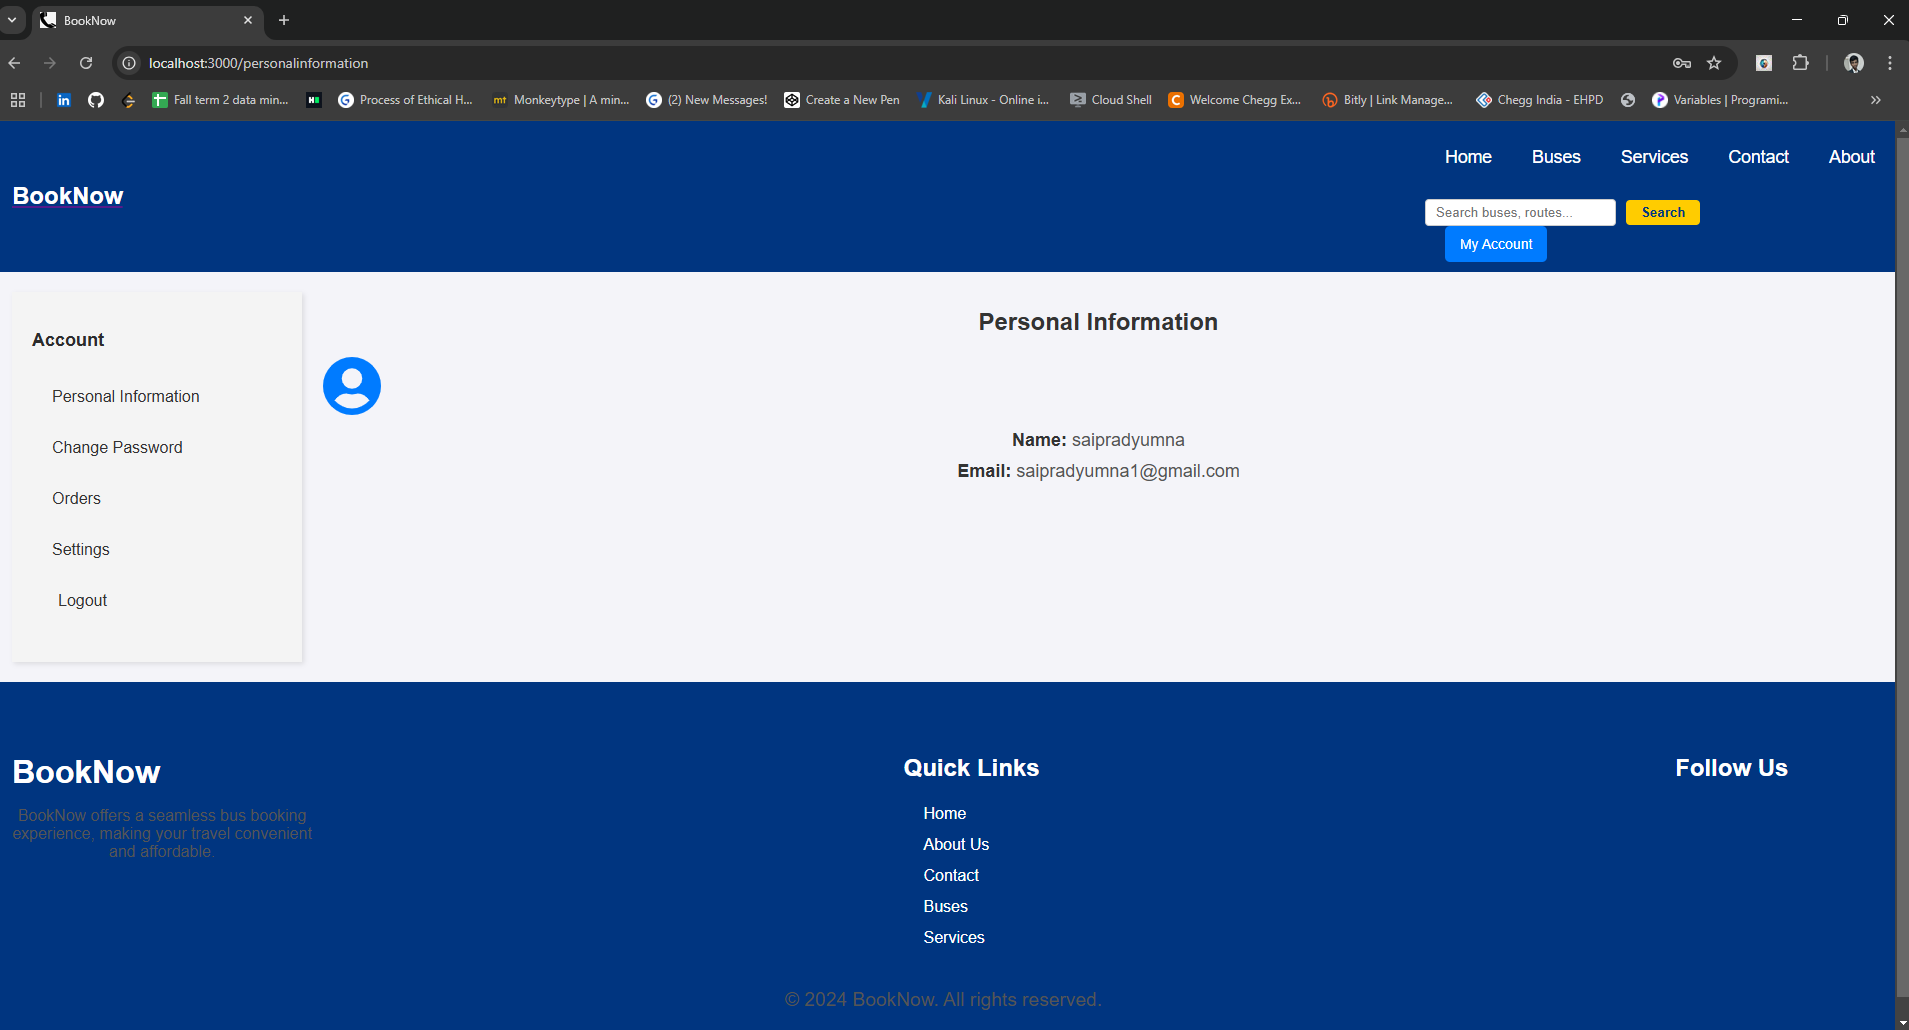 BookNow
localhost:3000/personalinformation
Fall term 2 data min...
Process of Ethical H...
mt Monkeytype | A min...
(2) New Messages!
Create a New Pen
Kali Linux - Online i...
Cloud Shell
Welcome Chegg Ex...
Bitly | Link Manage...
Chegg India - EHPD
Variables | Programi...
Home
Buses
Services
Contact
About
BookNow
Search buses, routes...
Search
My Account
Account
Personal Information
Change Password
Orders
Settings
Logout
Personal Information
Name: saipradyumna
Email: saipradyumna1@gmail.com
BookNow
BookNow offers a seamless bus booking
experience, making your travel convenient
and affordable.
Quick Links
Home
About Us
Contact
Buses
Services
Follow Us
© 2024 BookNow. All rights reserved.